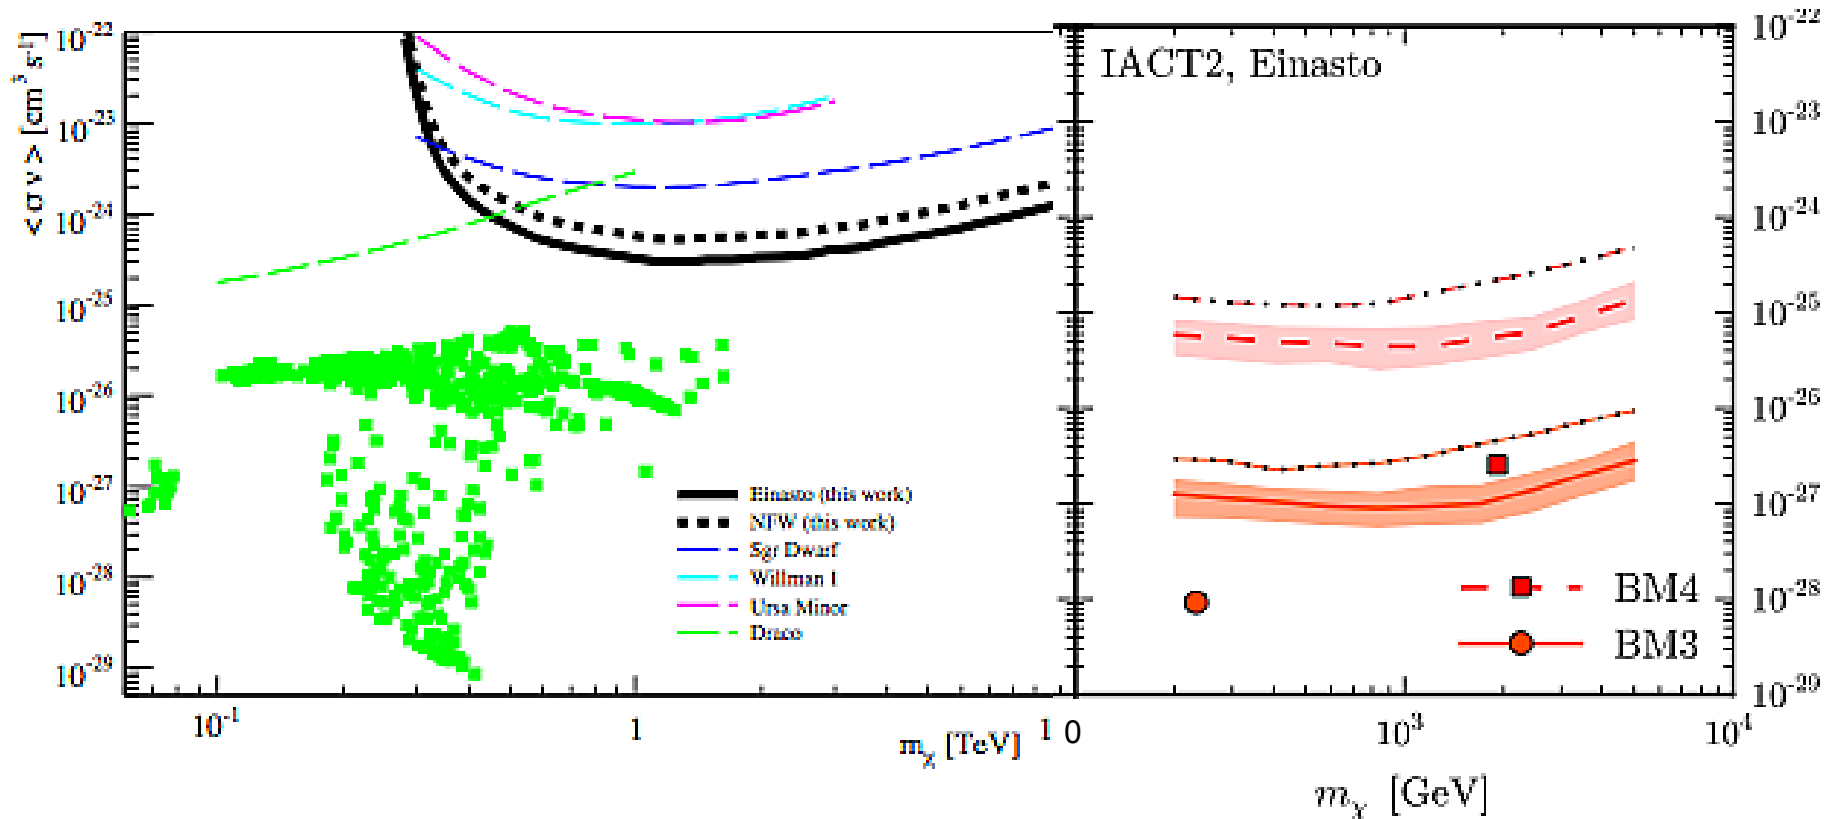 < σ v > [cm³ s⁻¹]
10⁻²²
10⁻²³
10⁻²⁴
10⁻²⁵
10⁻²⁶
10⁻²⁷
10⁻²⁸
10⁻²⁹
Einasto (this work)
NFW (this work)
Sgr Dwarf
Willman 1
Ursa Minor
Draco
10⁻¹ 1 1 0
m_χ [TeV]
IACT2, Einasto
10⁻²²
10⁻²³
10⁻²⁴
10⁻²⁵
10⁻²⁶
10⁻²⁷
10⁻²⁸
10⁻²⁹
BM4
BM3
10³ 10⁴
m_χ [GeV]